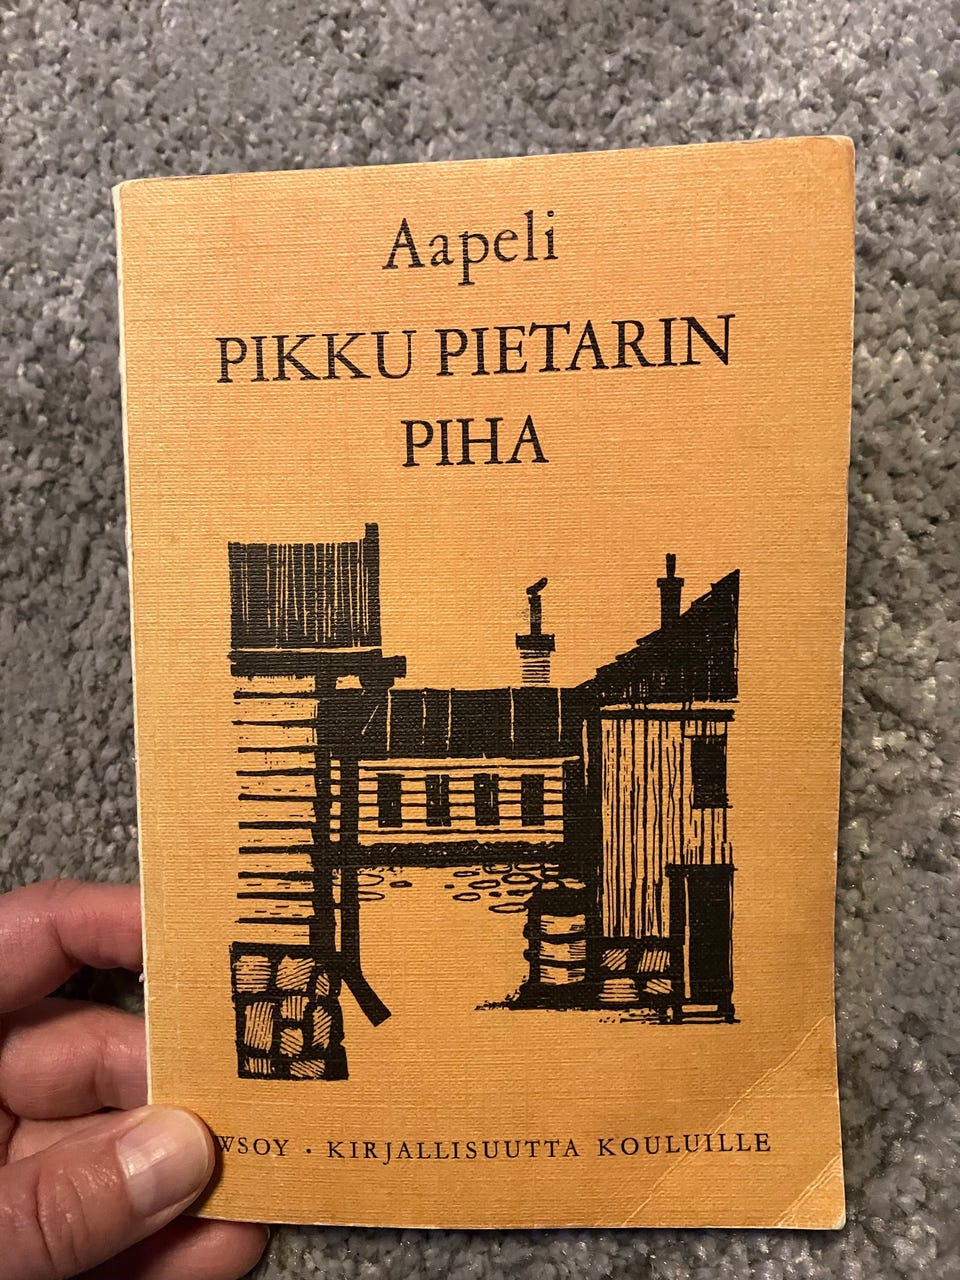 Aapeli
PIKKU PIETARIN
PIHA
WSOY · KIRJALLISUUTTA KOULUILLE